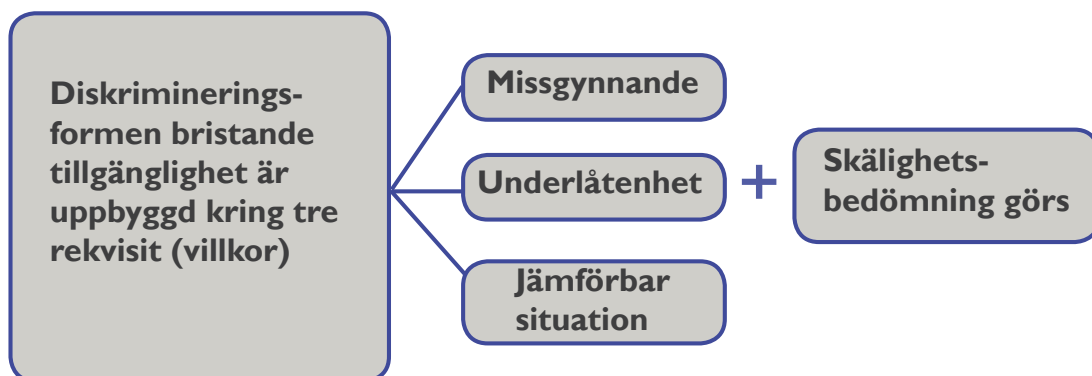 Diskriminerings-
formen bristande
tillgänglighet är
uppbyggd kring tre
rekvisit (villkor)
Missgynnande
Underlåtenhet
Jämförbar
situation
+
Skälighets-
bedömning görs